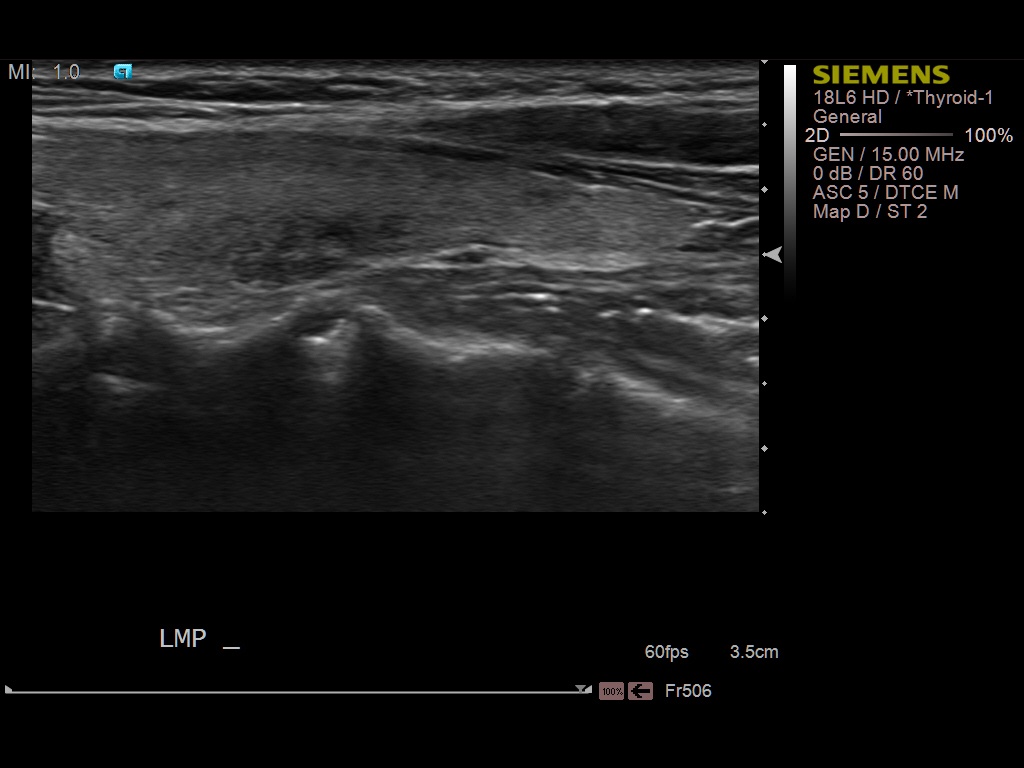 MI: 1.0
SIEMENS
18L6 HD / *Thyroid-1
General
2D 100%
GEN / 15.00 MHz
0 dB / DR 60
ASC 5 / DTCE M
Map D / ST 2
LMP _
60fps 3.5cm
100% Fr506